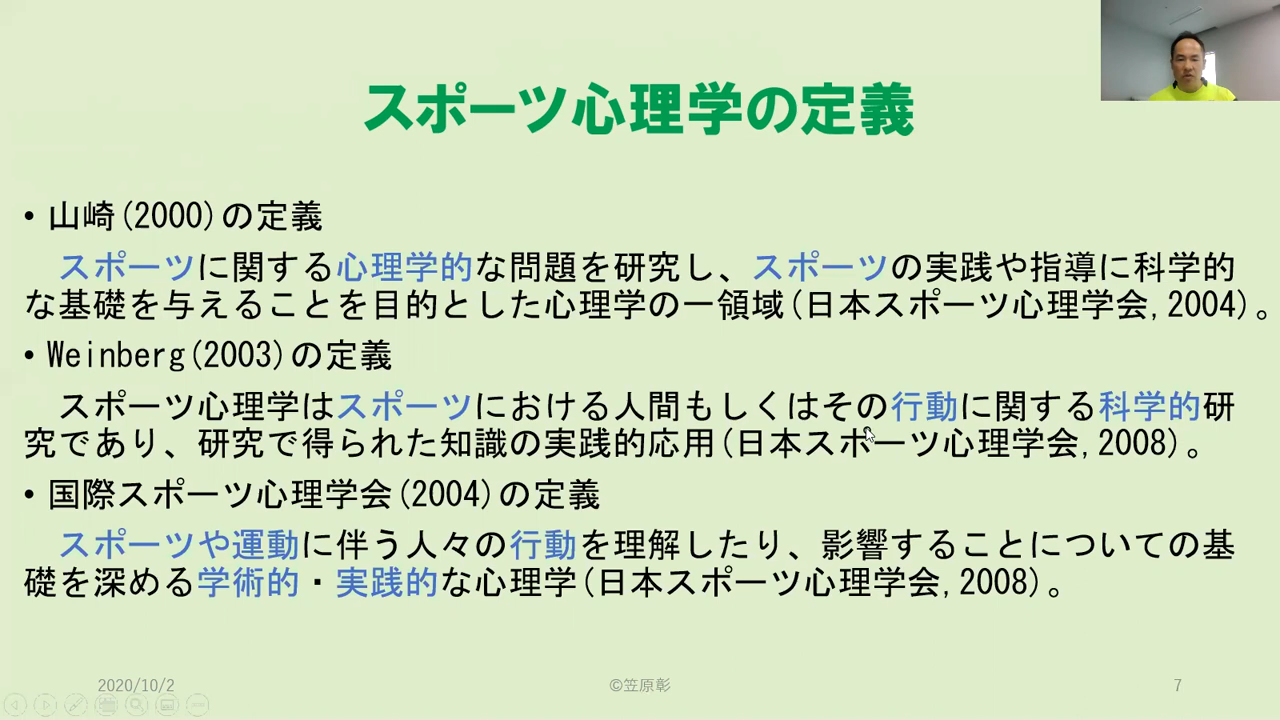 スポーツ心理学の定義
• 山崎(2000)の定義
スポーツに関する心理学的な問題を研究し、スポーツの実践や指導に科学的
な基礎を与えることを目的とした心理学の一領域(日本スポーツ心理学会,2004)。
• Weinberg(2003)の定義
スポーツ心理学はスポーツにおける人間もしくはその行動に関する科学的研
究であり、研究で得られた知識の実践的応用(日本スポーツ心理学会,2008)。
• 国際スポーツ心理学会(2004)の定義
スポーツや運動に伴う人々の行動を理解したり、影響することについての基
礎を深める学術的・実践的な心理学(日本スポーツ心理学会,2008)。
2020/10/2
©笠原彰
7